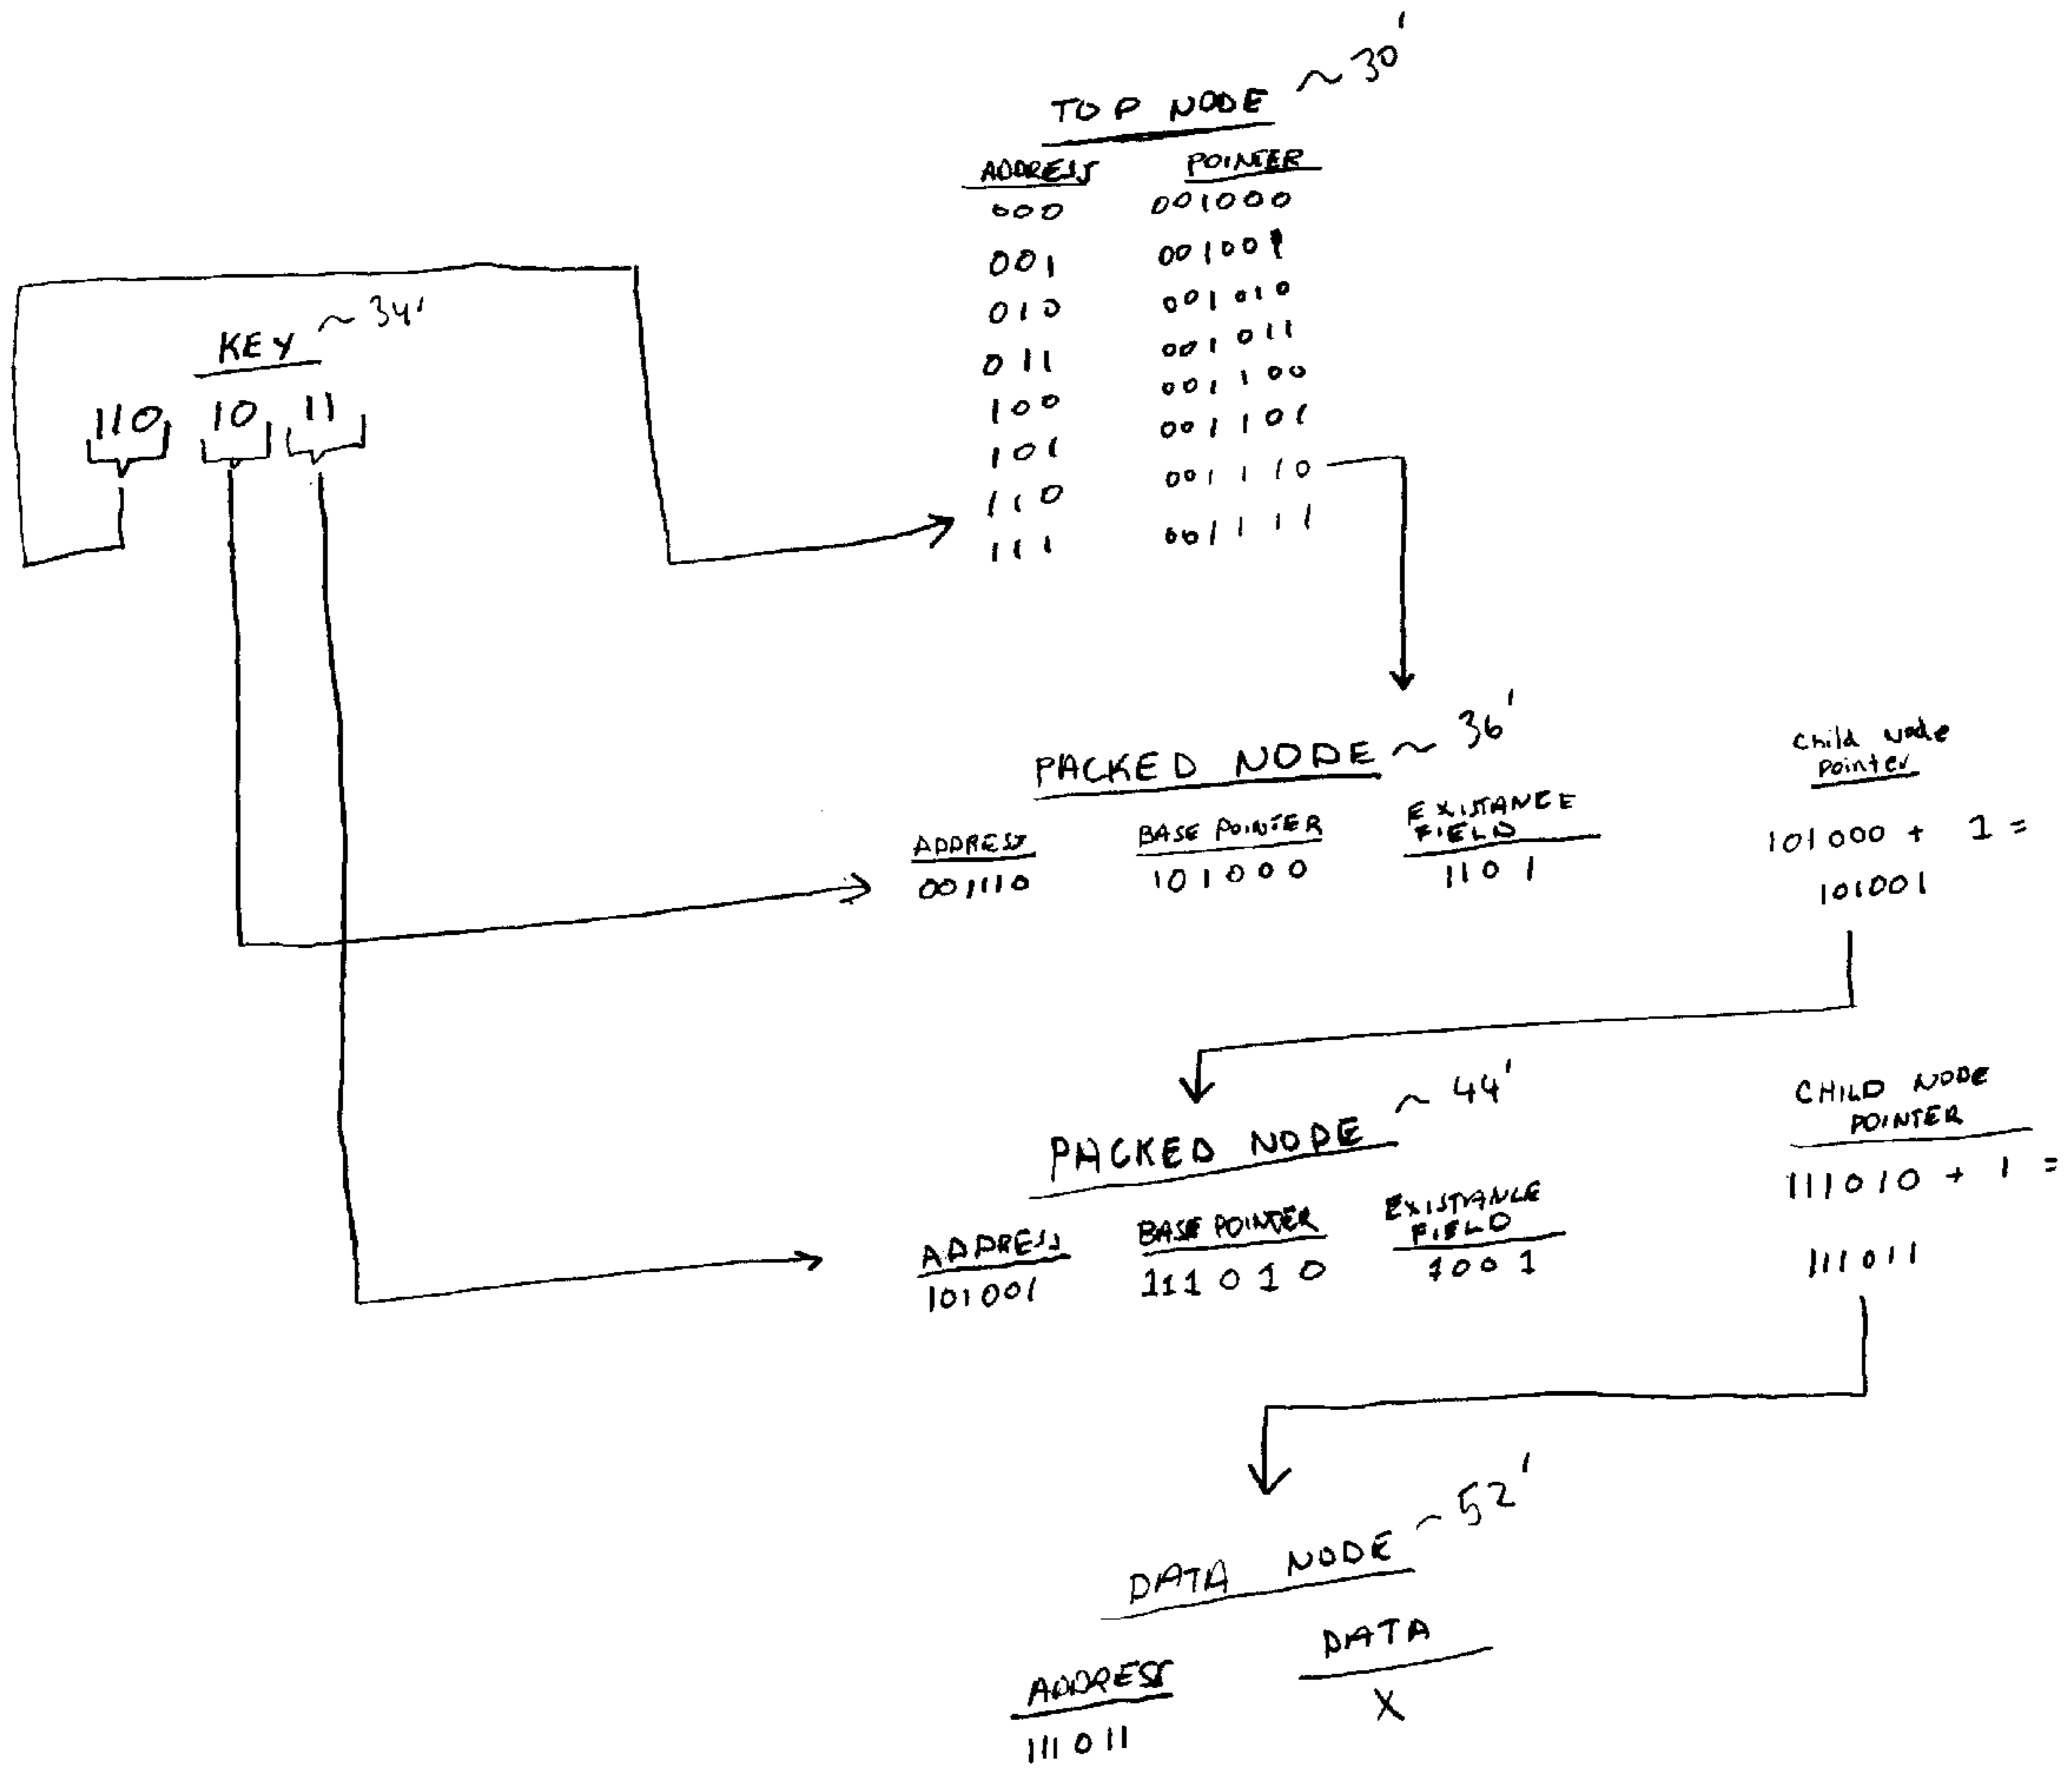 TOP NODE ~ 30'
ADDRESS POINTER
000 001000
001 001001
010 001010
011 001011
100 001100
101 001101
110 001110
111 001111
KEY ~ 34'
110 10 11
PACKED NODE ~ 36'
ADDRESS BASE POINTER EXISTANCE FIELD
001110 101000 1101
Child Node
Pointer
101000 + 1 =
101001
PACKED NODE ~ 44'
ADDRESS BASE POINTER EXISTANCE FIELD
101001 111010 1001
CHILD NODE
POINTER
111010 + 1 =
111011
DATA NODE ~ 52'
ADDRESS DATA
111011 X